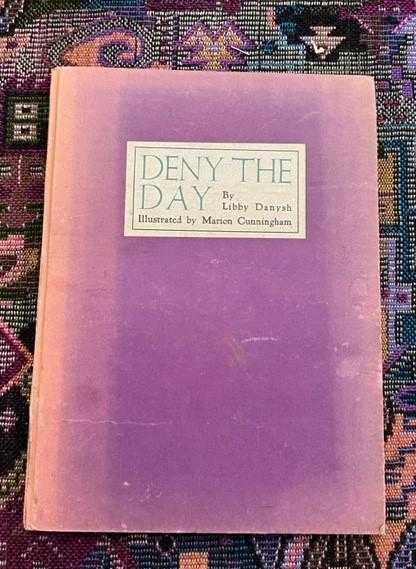 DENY THE
DAY By
Libby Danysh
Illustrated by Marion Cunningham